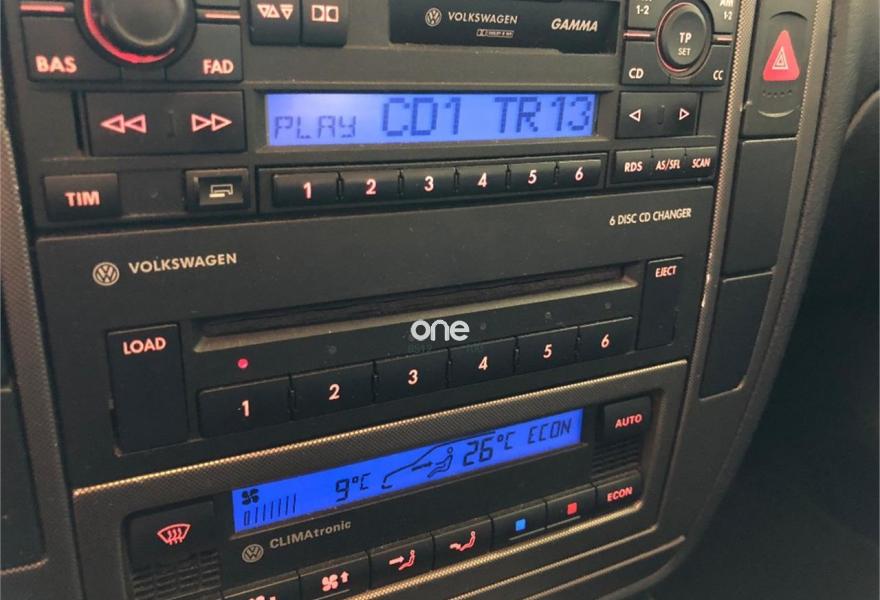 VOLKSWAGEN GAMMA
1-2
TP
SET
1-2
BAS
FAD
CD
CC
PLAY CD1 TR13
TIM
1 2 3 4 5 6
RDS AS/SFL SCAN
VOLKSWAGEN
6 DISC CD CHANGER
EJECT
LOAD
one
1 2 3 4 5 6
9°C 26°C ECON
AUTO
CLIMAtronic
ECON